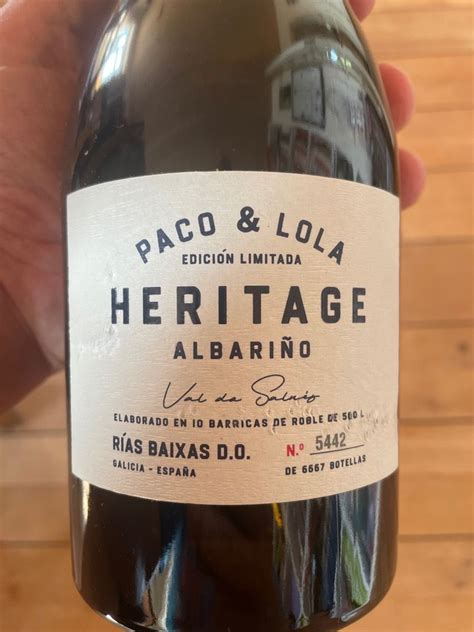 PACO & LOLA
EDICIÓN LIMITADA
HERITAGE
ALBARIÑO
Val do Salnés
ELABORADO EN 10 BARRICAS DE ROBLE DE 500 L
RÍAS BAIXAS D.O. N.º 5442
GALICIA - ESPAÑA DE 6667 BOTELLAS